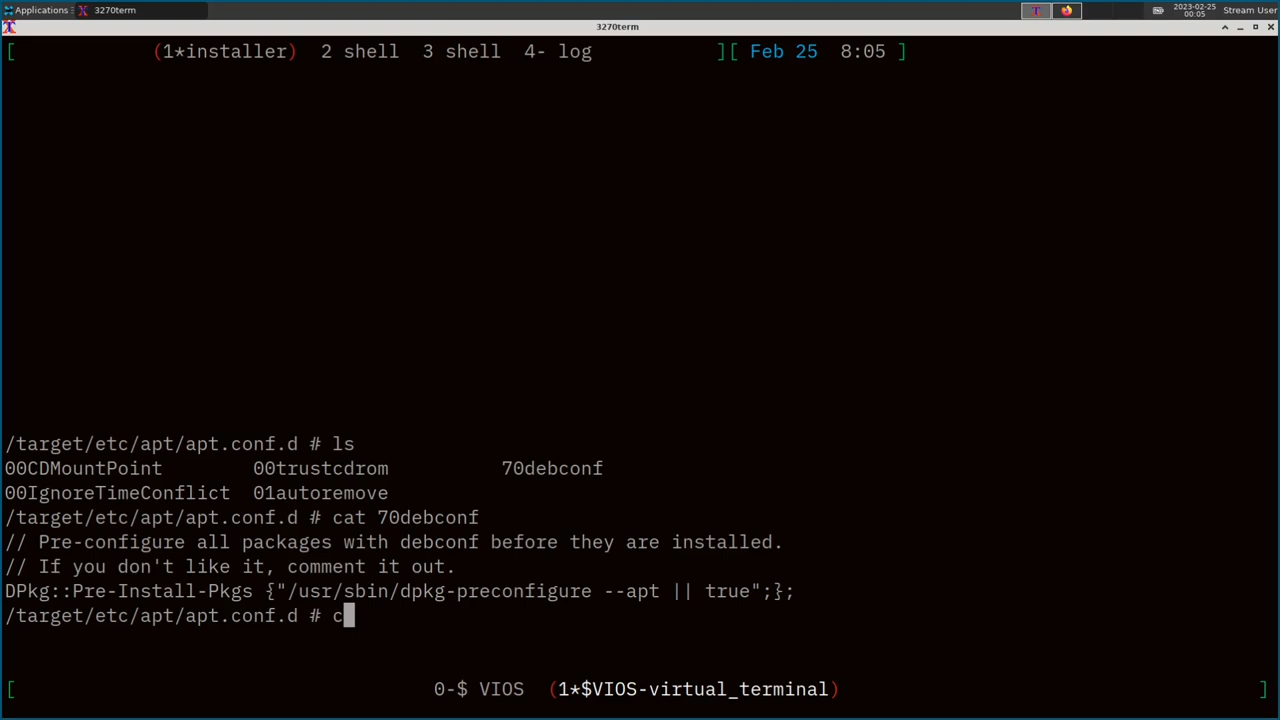 Applications 3270term 2023-02-25 Stream User
00:05
3270term
[ (1*installer) 2 shell 3 shell 4- log ][ Feb 25 8:05 ]
/target/etc/apt/apt.conf.d # ls
00CDMountPoint 00trustcdrom 70debconf
00IgnoreTimeConflict 01autoremove
/target/etc/apt/apt.conf.d # cat 70debconf
// Pre-configure all packages with debconf before they are installed.
// If you don't like it, comment it out.
DPkg::Pre-Install-Pkgs {"/usr/sbin/dpkg-preconfigure --apt || true";};
/target/etc/apt/apt.conf.d # c
[ 0-$ VIOS (1*$VIOS-virtual_terminal) ]